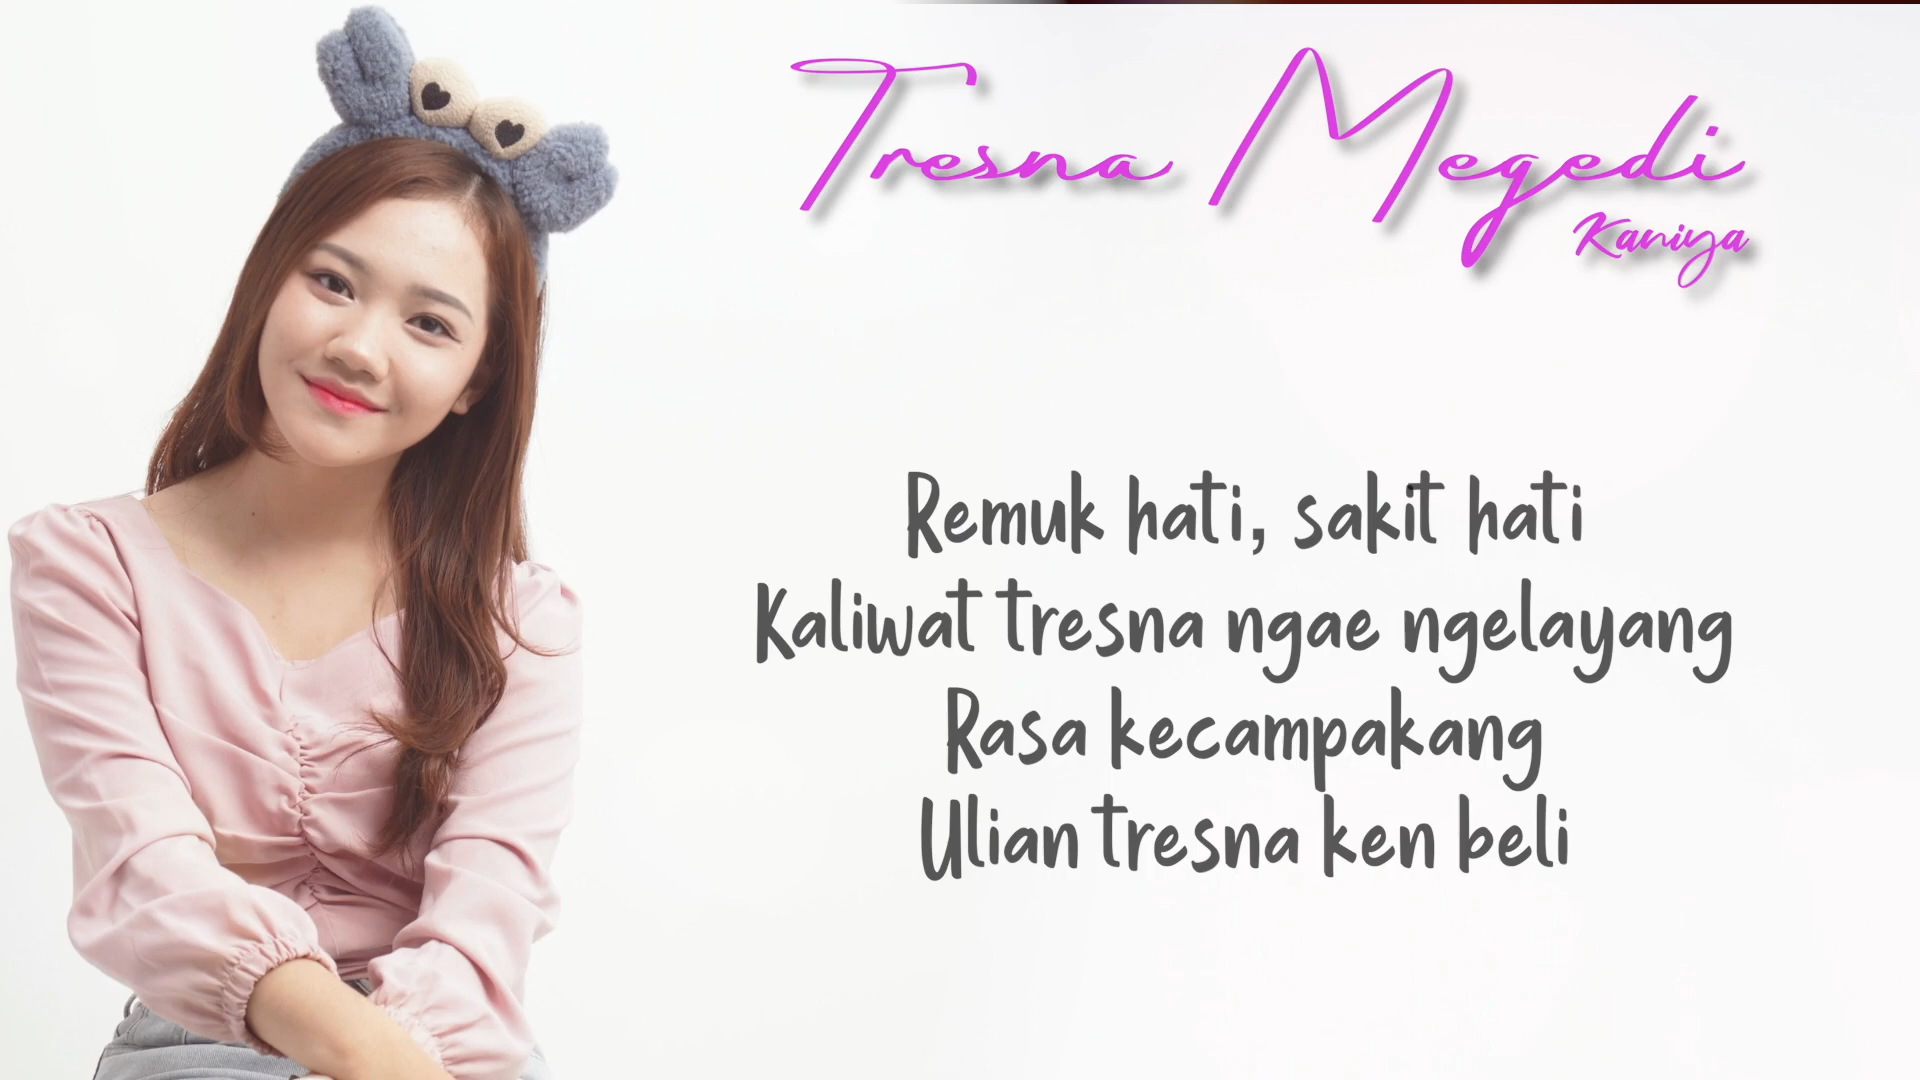 Tresna Megedi
Kaniya
Remuk hati, sakit hati
Kaliwat tresna ngae ngelayang
Rasa kecampakang
Ulian tresna ken beli